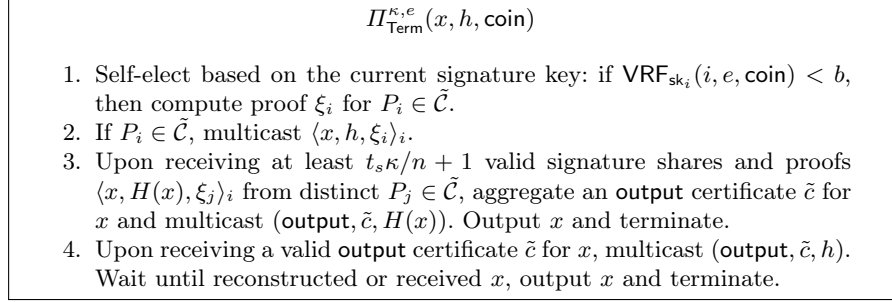 Π^{κ,e}_{Term}(x, h, coin)
1. Self-elect based on the current signature key: if VRF_{sk_i}(i, e, coin) < b,
then compute proof ξ_i for P_i ∈ C̃.
2. If P_i ∈ C̃, multicast ⟨x, h, ξ_i⟩_i.
3. Upon receiving at least t_sκ/n + 1 valid signature shares and proofs
⟨x, H(x), ξ_j⟩_i from distinct P_j ∈ C̃, aggregate an output certificate c̃ for
x and multicast (output, c̃, H(x)). Output x and terminate.
4. Upon receiving a valid output certificate c̃ for x, multicast (output, c̃, h).
Wait until reconstructed or received x, output x and terminate.